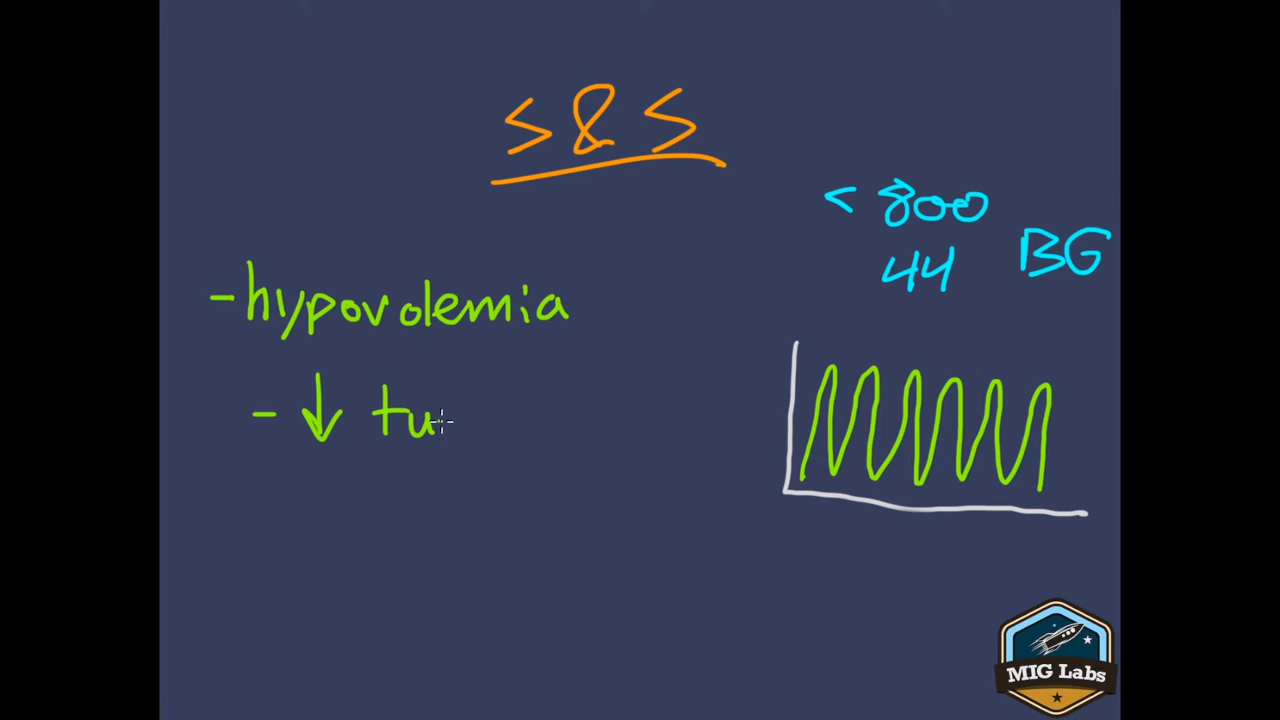 S & S
< 800
44 BG
- hypovolemia
- ↓ tu
MIG Labs